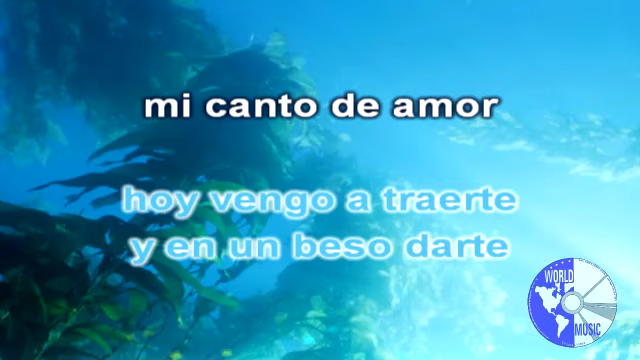 mi canto de amor
hoy vengo a traerte
y en un beso darte
WORLD
MUSIC